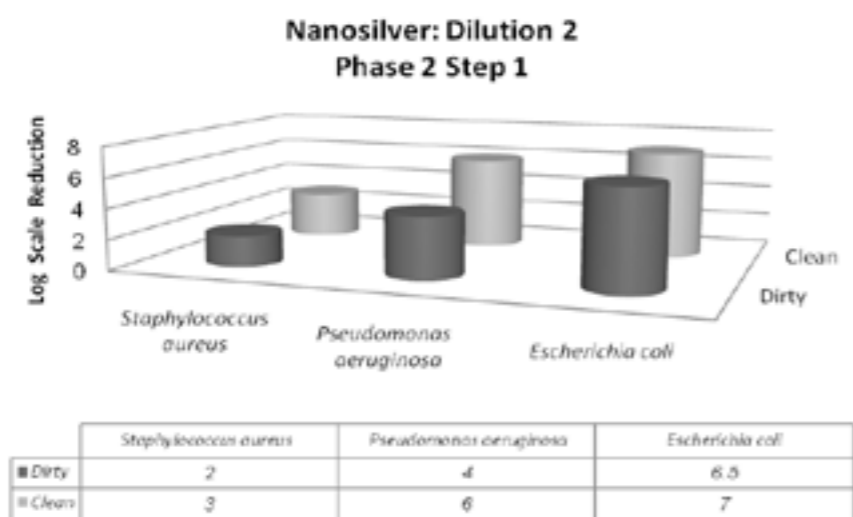 Nanosilver: Dilution 2
Phase 2 Step 1
Log Scale Reduction
8
6
4
2
0
Clean
Dirty
Staphylococcus
aureus
Pseudomonas
aeruginosa
Escherichia coli
Staphylococcus aureus Pseudomonas aeruginosa Escherichia coli
Dirty 2 4 6.5
Clean 3 6 7